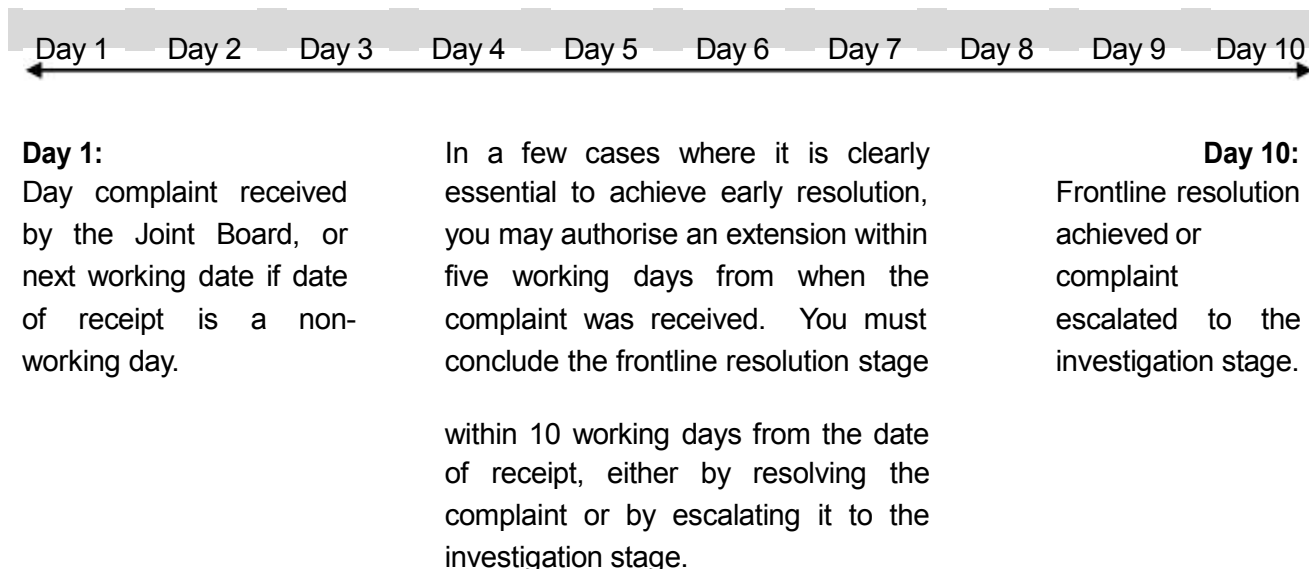 Day 1 Day 2 Day 3 Day 4 Day 5 Day 6 Day 7 Day 8 Day 9 Day 10
Day 1:
Day complaint received
by the Joint Board, or
next working date if date
of receipt is a non-
working day.
In a few cases where it is clearly
essential to achieve early resolution,
you may authorise an extension within
five working days from when the
complaint was received. You must
conclude the frontline resolution stage
within 10 working days from the date
of receipt, either by resolving the
complaint or by escalating it to the
investigation stage.
Day 10:
Frontline resolution
achieved or
complaint
escalated to the
investigation stage.